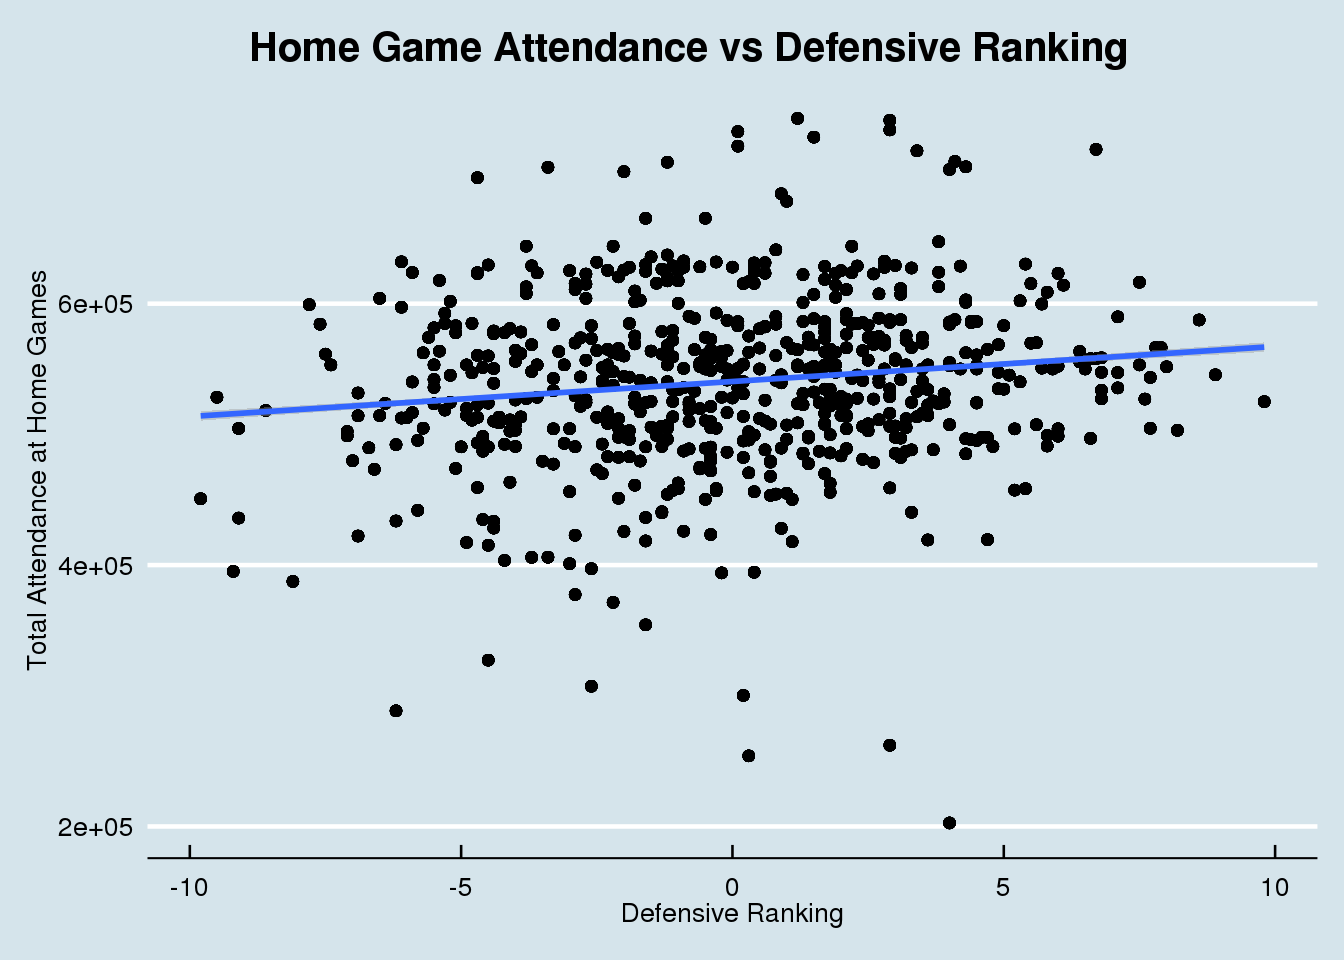 Home Game Attendance vs Defensive Ranking
Total Attendance at Home Games
6e+05
4e+05
2e+05
-10
-5
0
5
10
Defensive Ranking